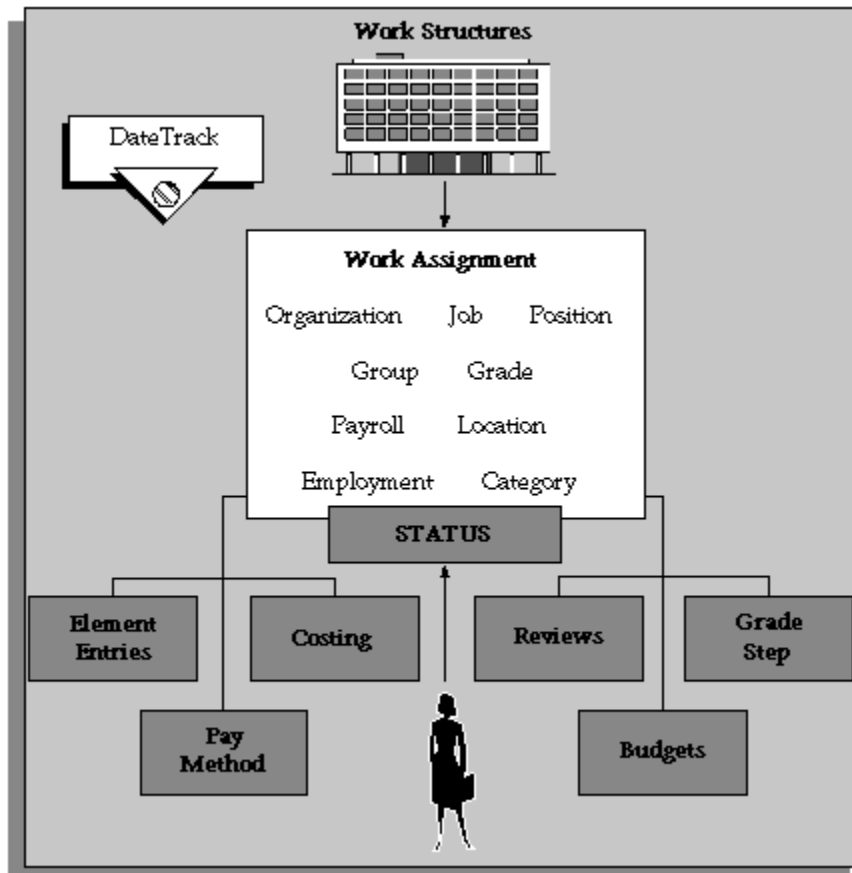 Work Structures
DateTrack
Work Assignment
Organization Job Position
Group Grade
Payroll Location
Employment Category
STATUS
Element
Entries
Costing
Reviews
Grade
Step
Pay
Method
Budgets